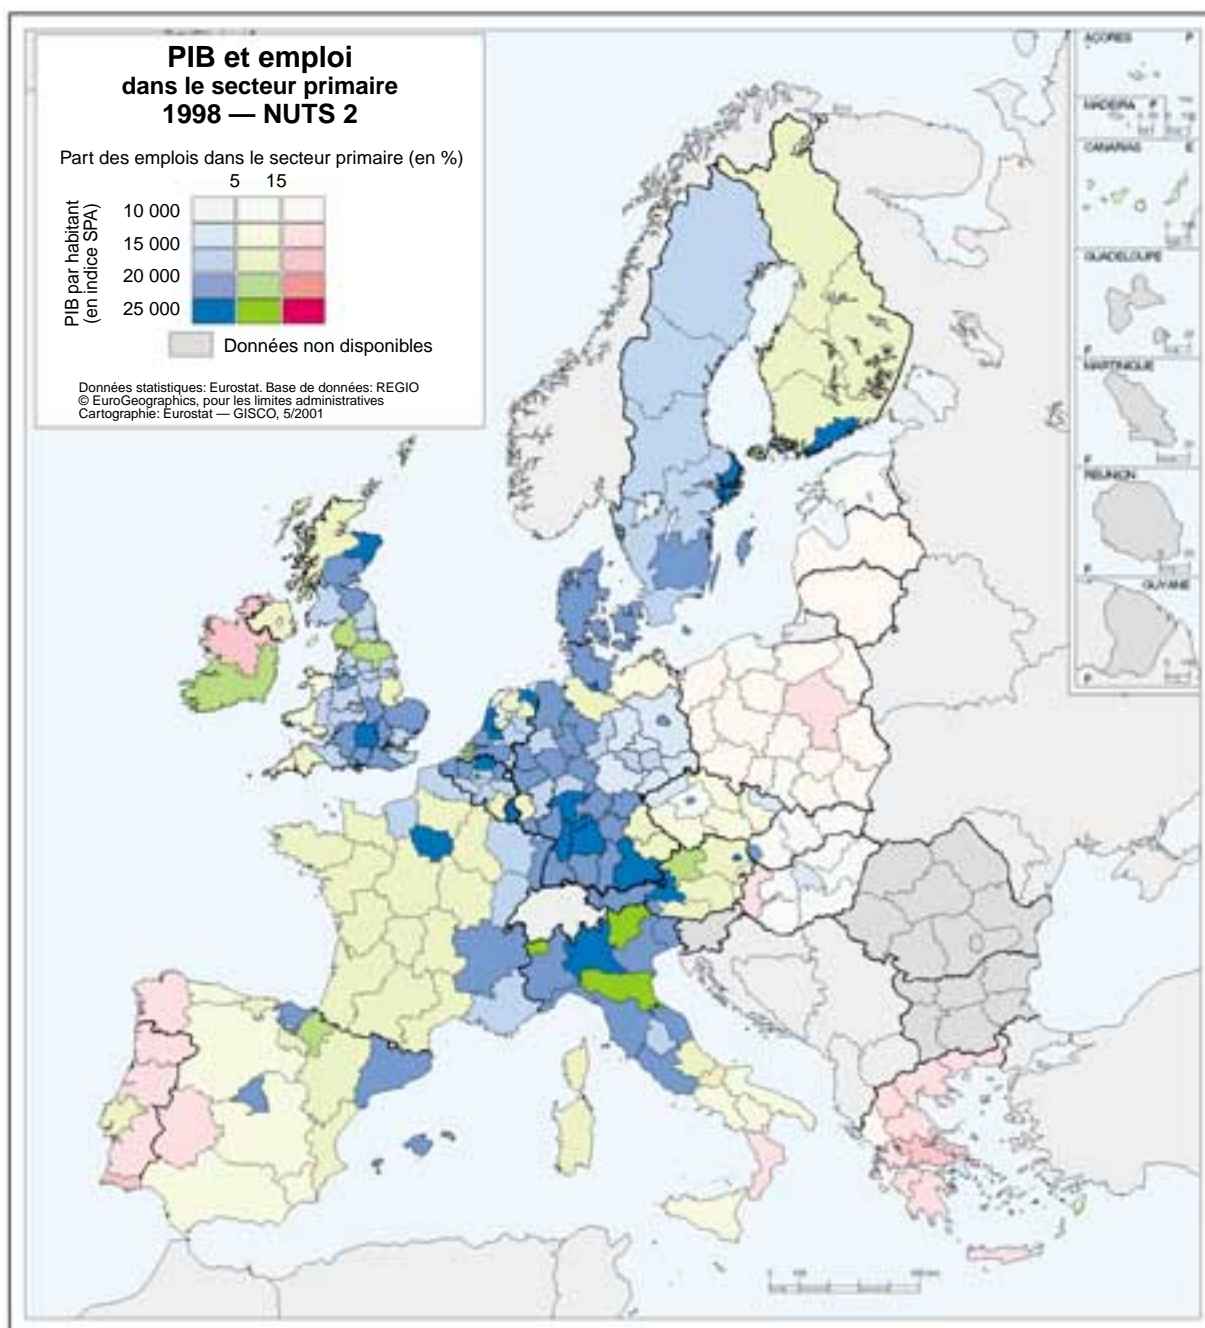 PIB et emploi
dans le secteur primaire
1998 — NUTS 2
Part des emplois dans le secteur primaire (en %)
5 15
PIB par habitant
(en indice SPA)
10 000
15 000
20 000
25 000
Données non disponibles
Données statistiques: Eurostat. Base de données: REGIO
© EuroGeographics, pour les limites administratives
Cartographie: Eurostat — GISCO, 5/2001
AÇORES P
MADEIRA P
CANARIAS E
GUADELOUPE
F
MARTINIQUE
F
REUNION
F
GUYANE
F